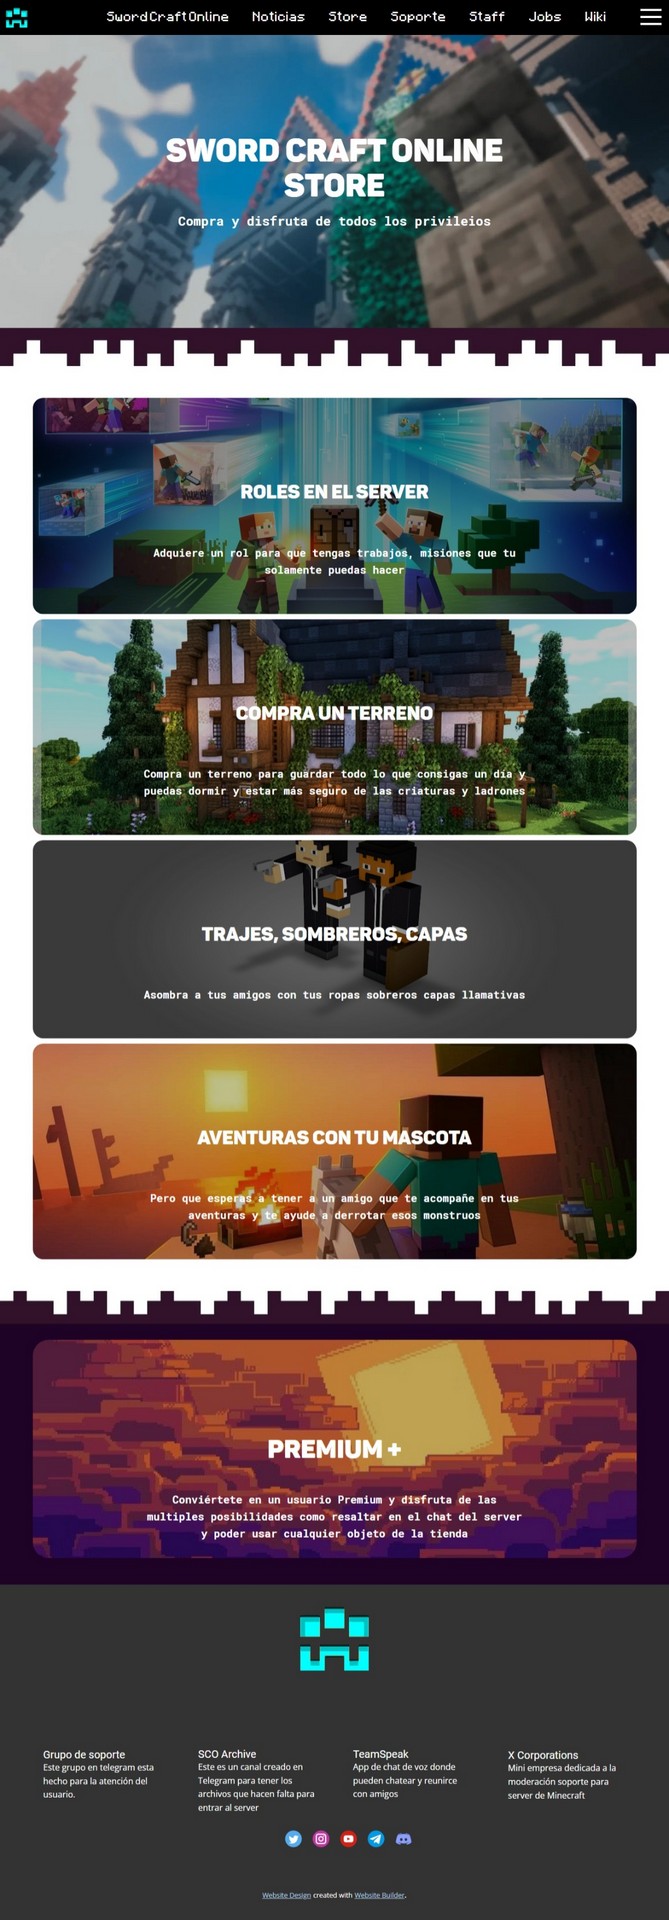 SwordCraftOnline Noticias Store Soporte Staff Jobs Wiki
SWORD CRAFT ONLINE
STORE
Compra y disfruta de todos los privileios
ROLES EN EL SERVER
Adquiere un rol para que tengas trabajos, misiones que tu
solamente puedas hacer
COMPRA UN TERRENO
Compra un terreno para guardar todo lo que consigas un día y
puedas dormir y estar más seguro de las criaturas y ladrones
TRAJES, SOMBREROS, CAPAS
Asombra a tus amigos con tus ropas sobreros capas llamativas
AVENTURAS CON TU MASCOTA
Pero que esperas a tener a un amigo que te acompañe en tus
aventuras y te ayude a derrotar esos monstruos
PREMIUM +
Conviértete en un usuario Premium y disfruta de las
multiples posibilidades como resaltar en el chat del server
y poder usar cualquier objeto de la tienda
Grupo de soporte
Este grupo en telegram esta
hecho para la atención del
usuario.
SCO Archive
Este es un canal creado en
Telegram para tener los
archivos que hacen falta para
entrar al server
TeamSpeak
App de chat de voz donde
pueden chatear y reunirce
con amigos
X Corporations
Mini empresa dedicada a la
moderación soporte para
server de Minecraft
Website Design created with Website Builder.